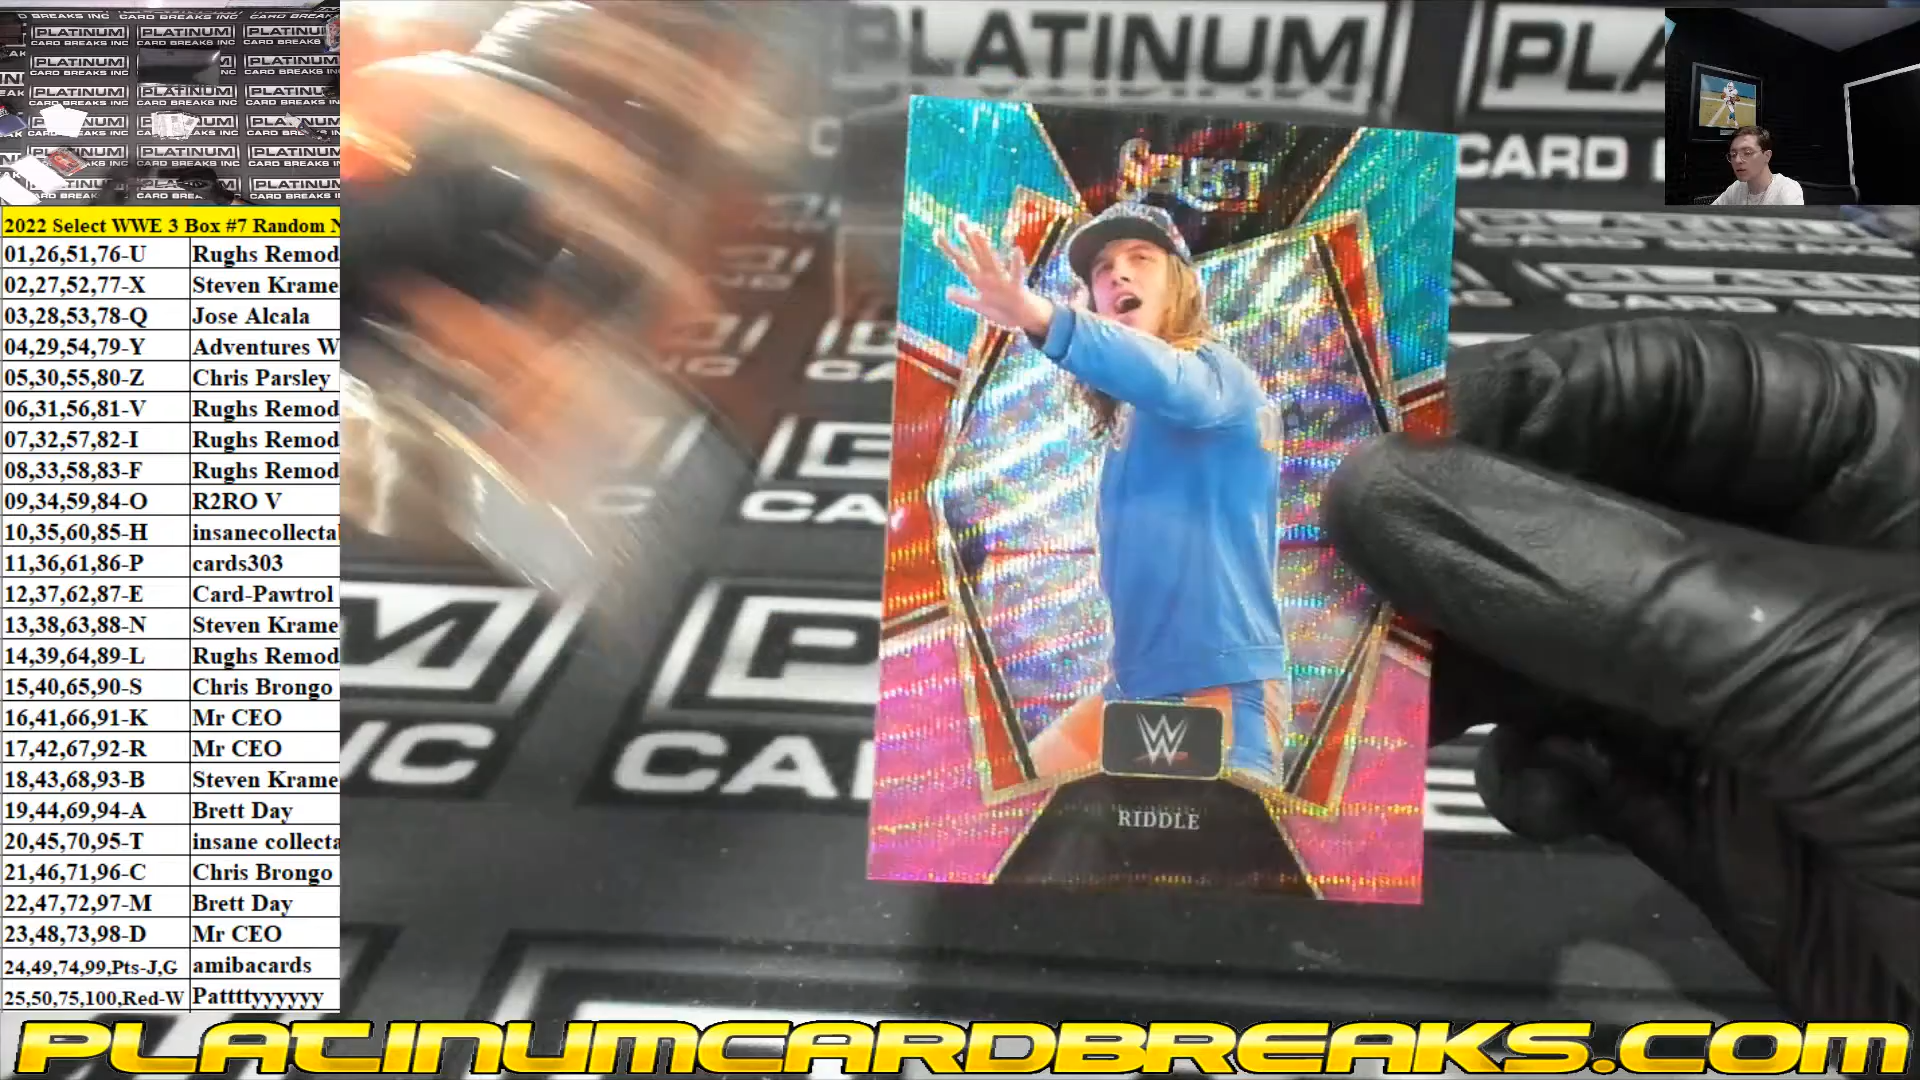 PLATINUM
CARD BREAKS INC
2022 Select WWE 3 Box #7 Random N
01,26,51,76-U Rughs Remod
02,27,52,77-X Steven Krame
03,28,53,78-Q Jose Alcala
04,29,54,79-Y Adventures W
05,30,55,80-Z Chris Parsley
06,31,56,81-V Rughs Remod
07,32,57,82-I Rughs Remod
08,33,58,83-F Rughs Remod
09,34,59,84-O R2RO V
10,35,60,85-H insanecollecta
11,36,61,86-P cards303
12,37,62,87-E Card-Pawtrol
13,38,63,88-N Steven Krame
14,39,64,89-L Rughs Remod
15,40,65,90-S Chris Brongo
16,41,66,91-K Mr CEO
17,42,67,92-R Mr CEO
18,43,68,93-B Steven Krame
19,44,69,94-A Brett Day
20,45,70,95-T insane collecta
21,46,71,96-C Chris Brongo
22,47,72,97-M Brett Day
23,48,73,98-D Mr CEO
24,49,74,99,Pts-J,G amibacards
25,50,75,100,Red-W Pattttyyyyyy
PLATINUM
CARD
SELECT
W
RIDDLE
PLATINUMCARDBREAKS.COM